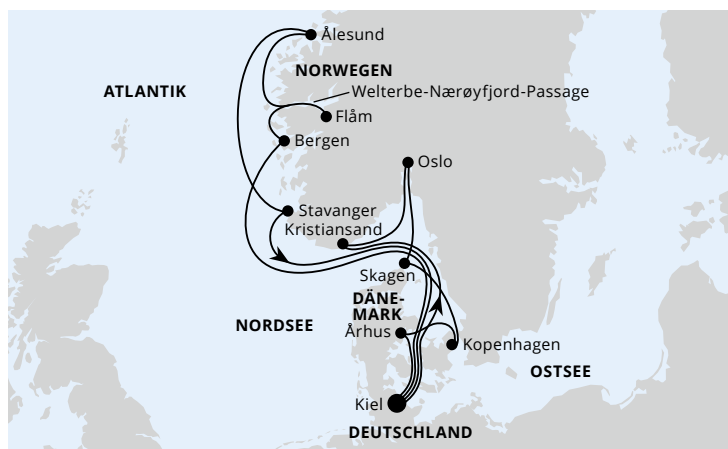 Ålesund
NORWEGEN
ATLANTIK
Welterbe-Nærøyfjord-Passage
Flåm
Bergen
Oslo
Stavanger
Kristiansand
Skagen
DÄNE-
MARK
NORDSEE
Århus
Kopenhagen
OSTSEE
Kiel
DEUTSCHLAND